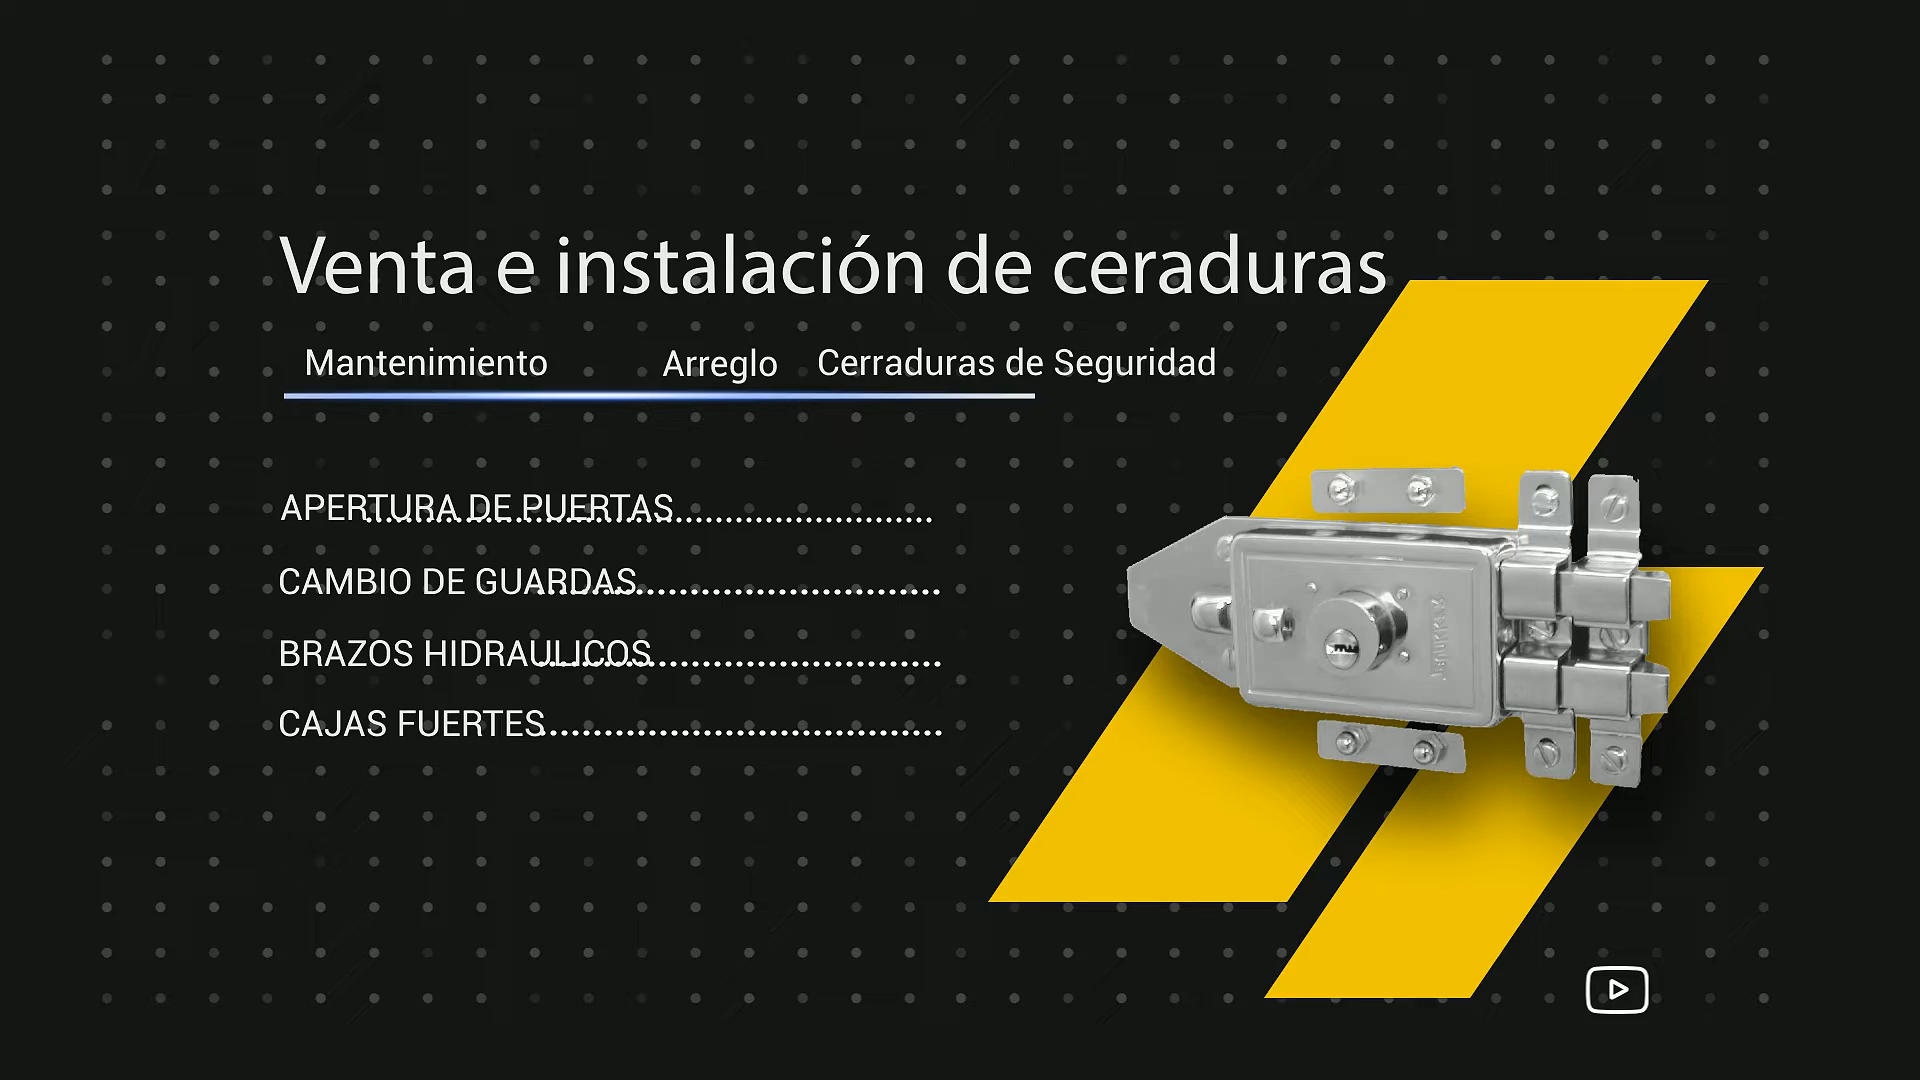 Venta e instalación de ceraduras
Mantenimiento Arreglo Cerraduras de Seguridad
APERTURA DE PUERTAS
CAMBIO DE GUARDAS
BRAZOS HIDRAULICOS
CAJAS FUERTES